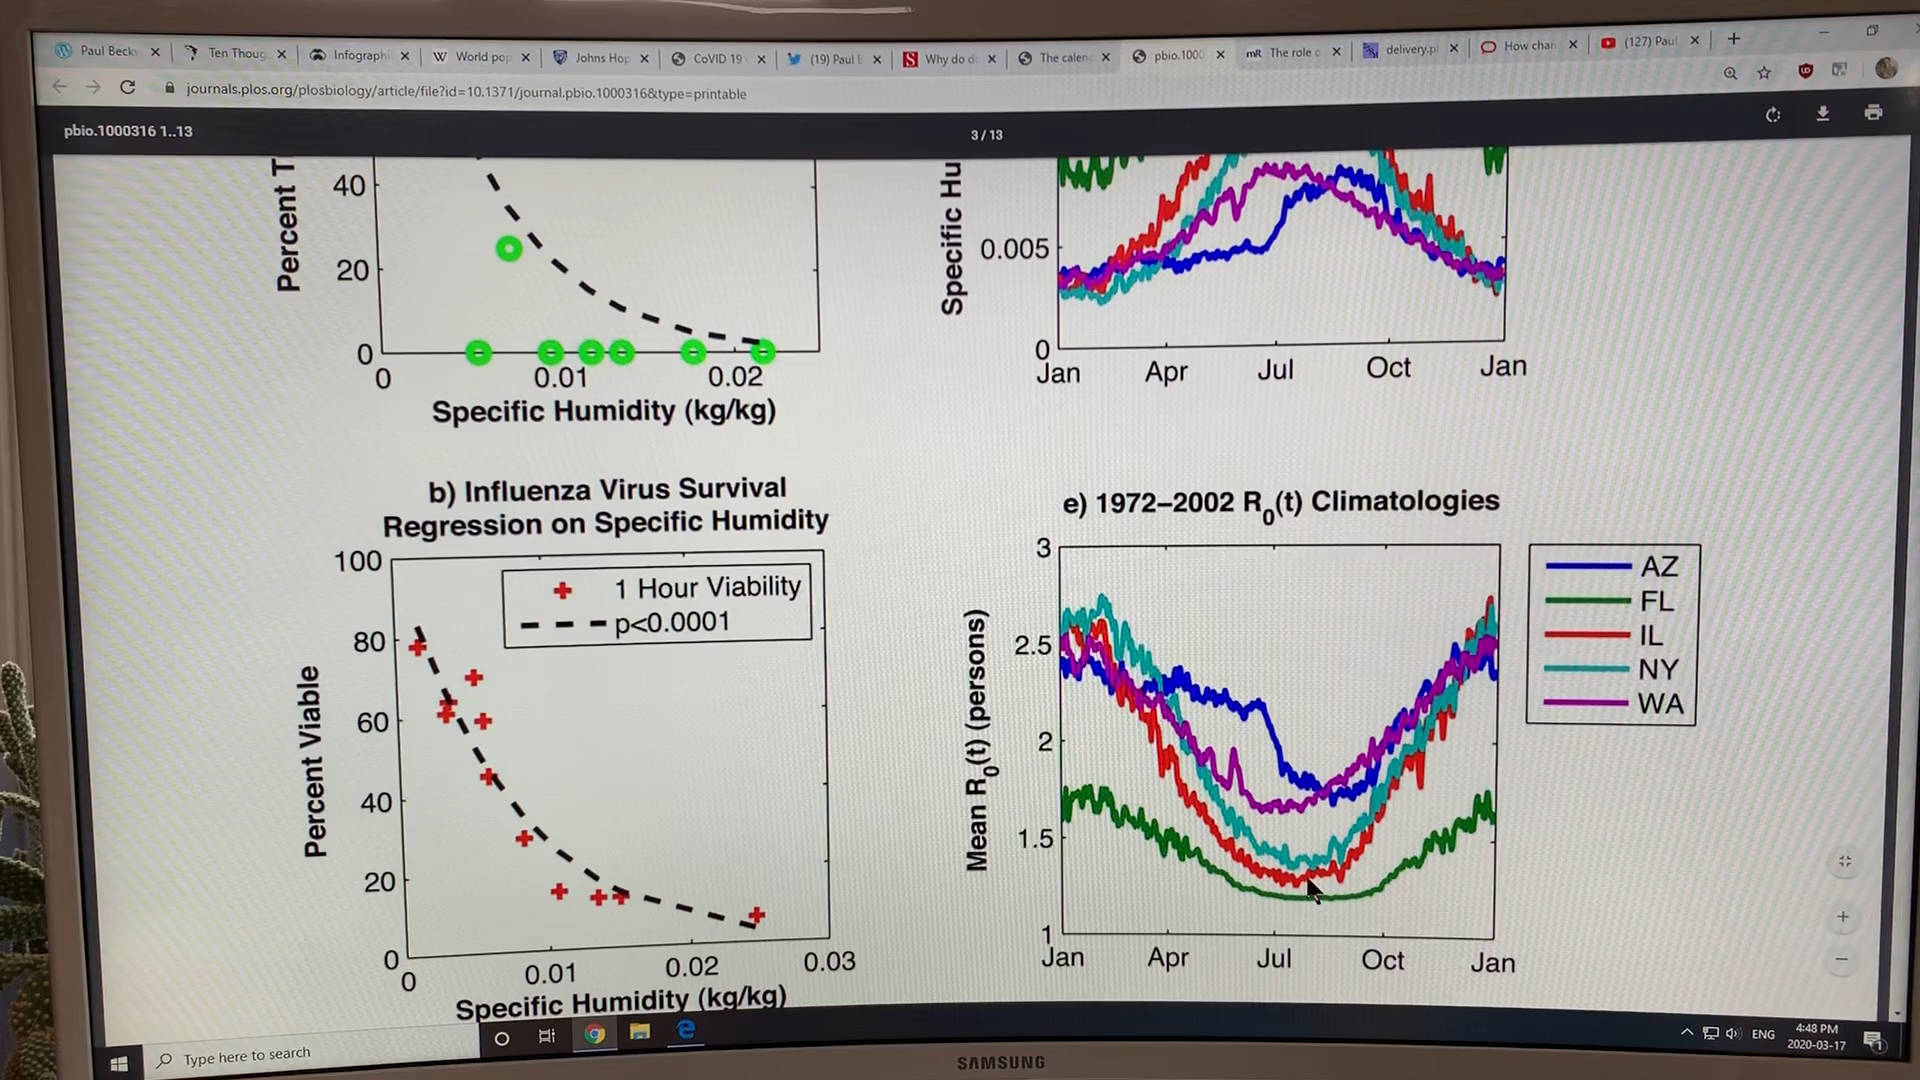 Paul Beck
Ten Thoug
Infographi
World pop
Johns Hop
CoViD 19
(19) Paul B
Why do d
The calen
pbio.1000
The role o
delivery.p
How chan
(127) Paul
journals.plos.org/plosbiology/article/file?id=10.1371/journal.pbio.1000316&type=printable
pbio.1000316 1..13
3 / 13
Percent T
40
20
0
0
0.01
0.02
Specific Humidity (kg/kg)
Specific Hu
0.005
0
Jan
Apr
Jul
Oct
Jan
b) Influenza Virus Survival
Regression on Specific Humidity
100
80
60
40
20
0
Percent Viable
1 Hour Viability
p<0.0001
0
0.01
0.02
0.03
Specific Humidity (kg/kg)
e) 1972–2002 R0(t) Climatologies
3
2.5
2
1.5
1
Mean R0(t) (persons)
Jan
Apr
Jul
Oct
Jan
AZ
FL
IL
NY
WA
Type here to search
ENG
4:48 PM
2020-03-17
SAMSUNG